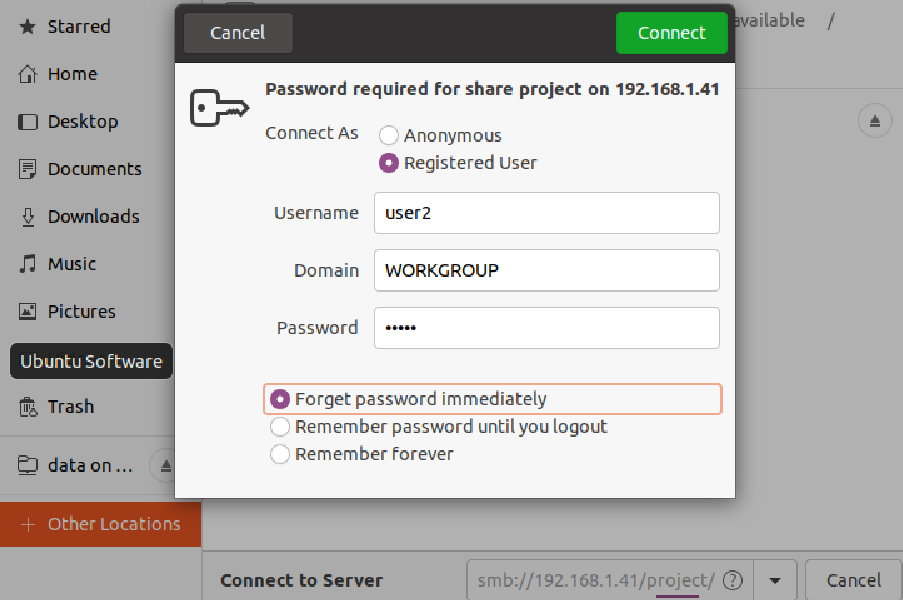 Starred
Home
Desktop
Documents
Downloads
Music
Pictures
Ubuntu Software
Trash
data on ...
+ Other Locations
available /
Cancel
Connect
Password required for share project on 192.168.1.41
Connect As
Anonymous
Registered User
Username user2
Domain WORKGROUP
Password •••••
Forget password immediately
Remember password until you logout
Remember forever
Connect to Server smb://192.168.1.41/project/ ? Cancel